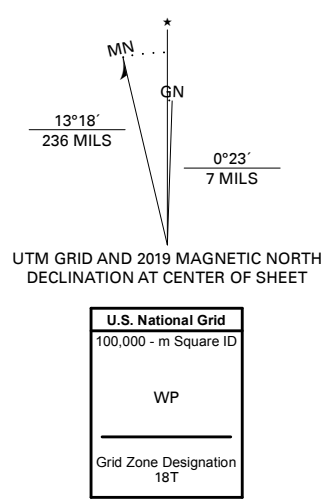 MN
GN
13°18´
236 MILS
0°23´
7 MILS
UTM GRID AND 2019 MAGNETIC NORTH
DECLINATION AT CENTER OF SHEET
U.S. National Grid
100,000 - m Square ID
WP
Grid Zone Designation
18T